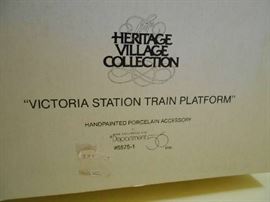 HERITAGE
VILLAGE
COLLECTION
"VICTORIA STATION TRAIN PLATFORM"
HANDPAINTED PORCELAIN ACCESSORY
Department 56
#5575-1